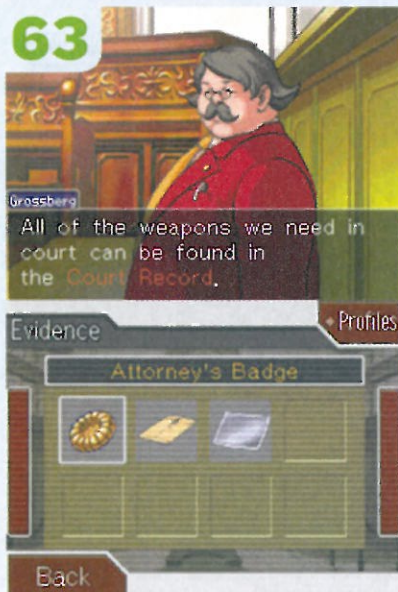 63
Grossberg
All of the weapons we need in
court can be found in
the Court Record.
Evidence
Profiles
Attorney's Badge
Back